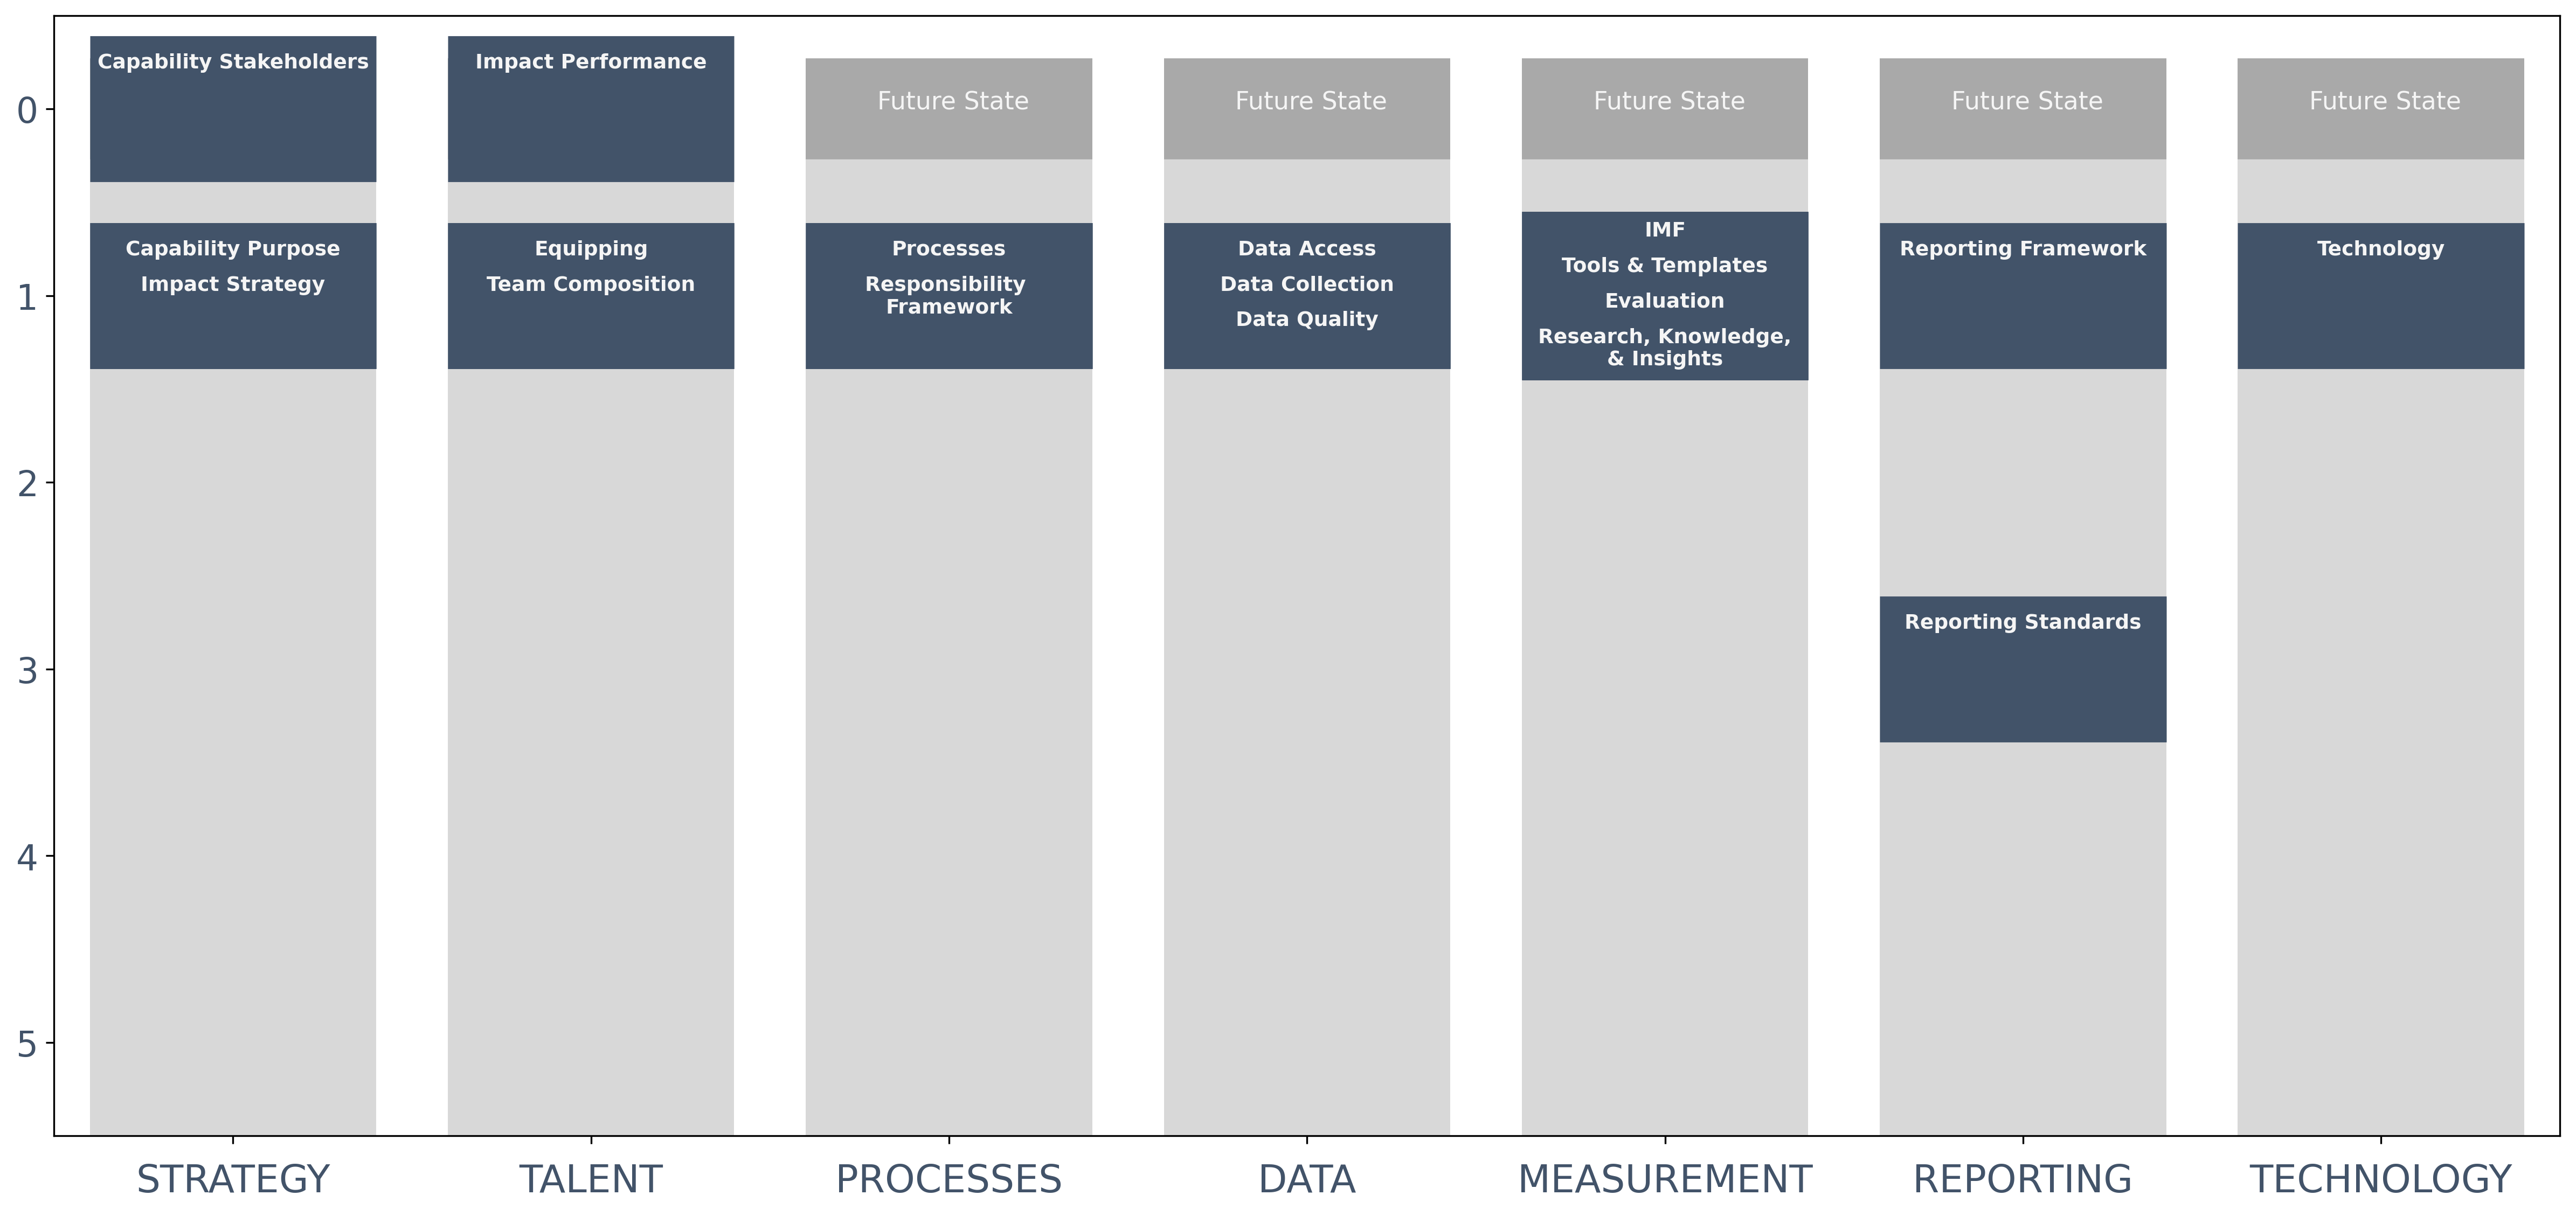 Capability Stakeholders
Impact Performance
Future State
Future State
Future State
Future State
Future State
0
Capability Purpose
Impact Strategy
Equipping
Team Composition
Processes
Responsibility
Framework
Data Access
Data Collection
Data Quality
IMF
Tools & Templates
Evaluation
Research, Knowledge,
& Insights
Reporting Framework
Technology
1
2
Reporting Standards
3
4
5
STRATEGY
TALENT
PROCESSES
DATA
MEASUREMENT
REPORTING
TECHNOLOGY